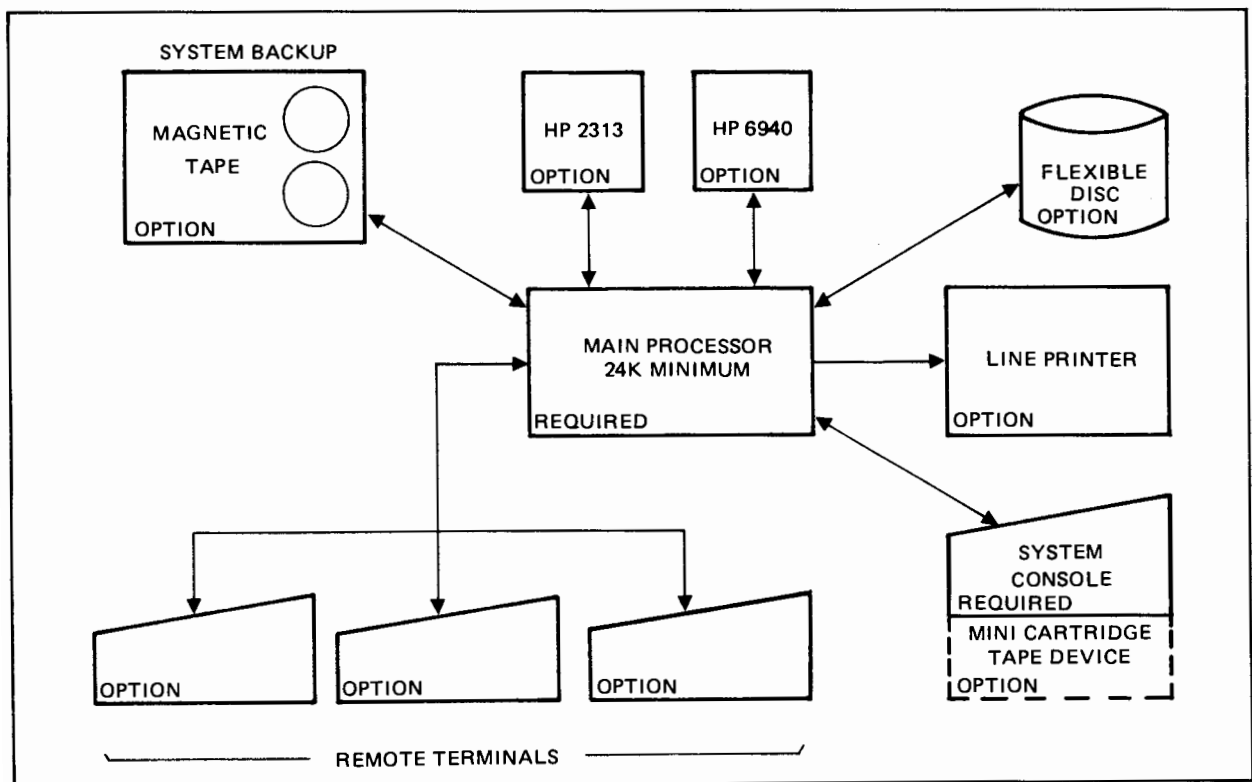 SYSTEM BACKUP
MAGNETIC
TAPE
OPTION
HP 2313
OPTION
HP 6940
OPTION
FLEXIBLE
DISC
OPTION
MAIN PROCESSOR
24K MINIMUM
REQUIRED
LINE PRINTER
OPTION
SYSTEM
CONSOLE
REQUIRED
MINI CARTRIDGE
TAPE DEVICE
OPTION
OPTION
OPTION
OPTION
REMOTE TERMINALS